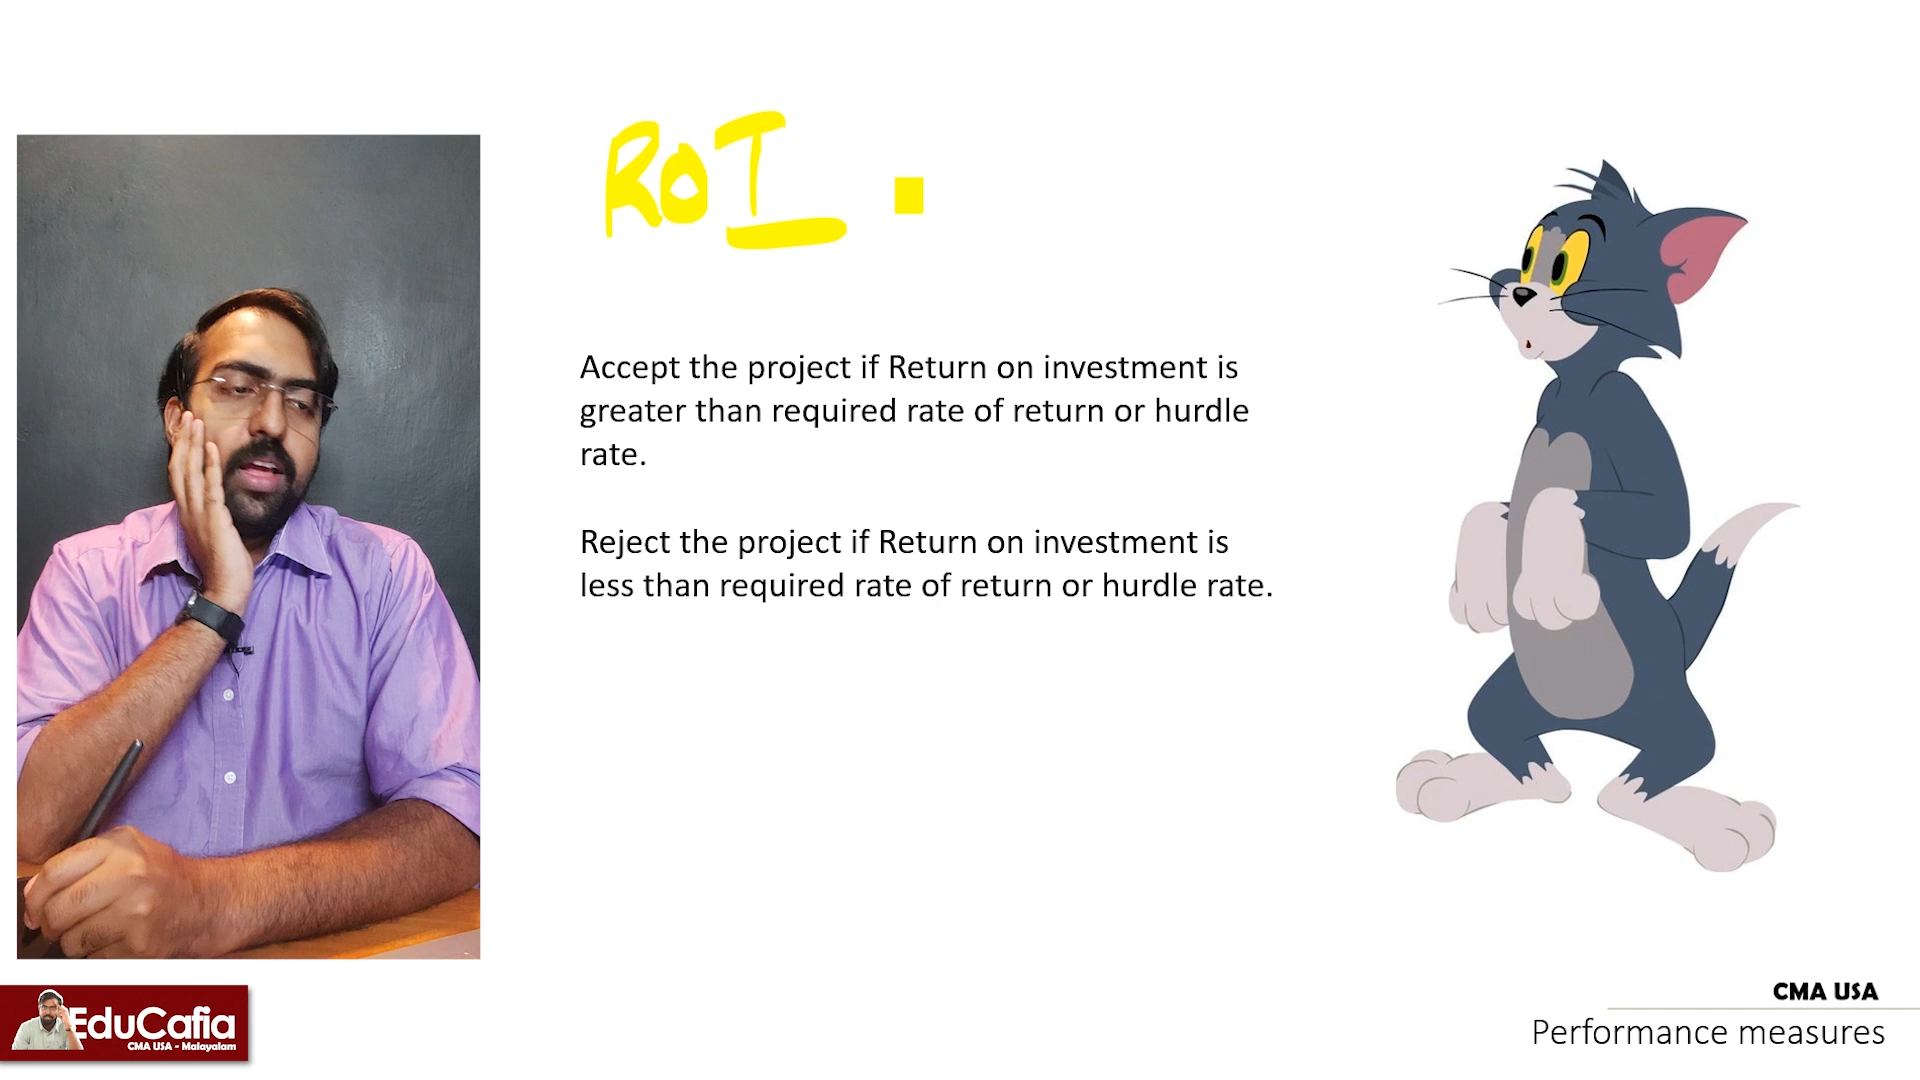 ROI
Accept the project if Return on investment is
greater than required rate of return or hurdle
rate.
Reject the project if Return on investment is
less than required rate of return or hurdle rate.
EduCafia
CMA USA - Malayalam
CMA USA
Performance measures